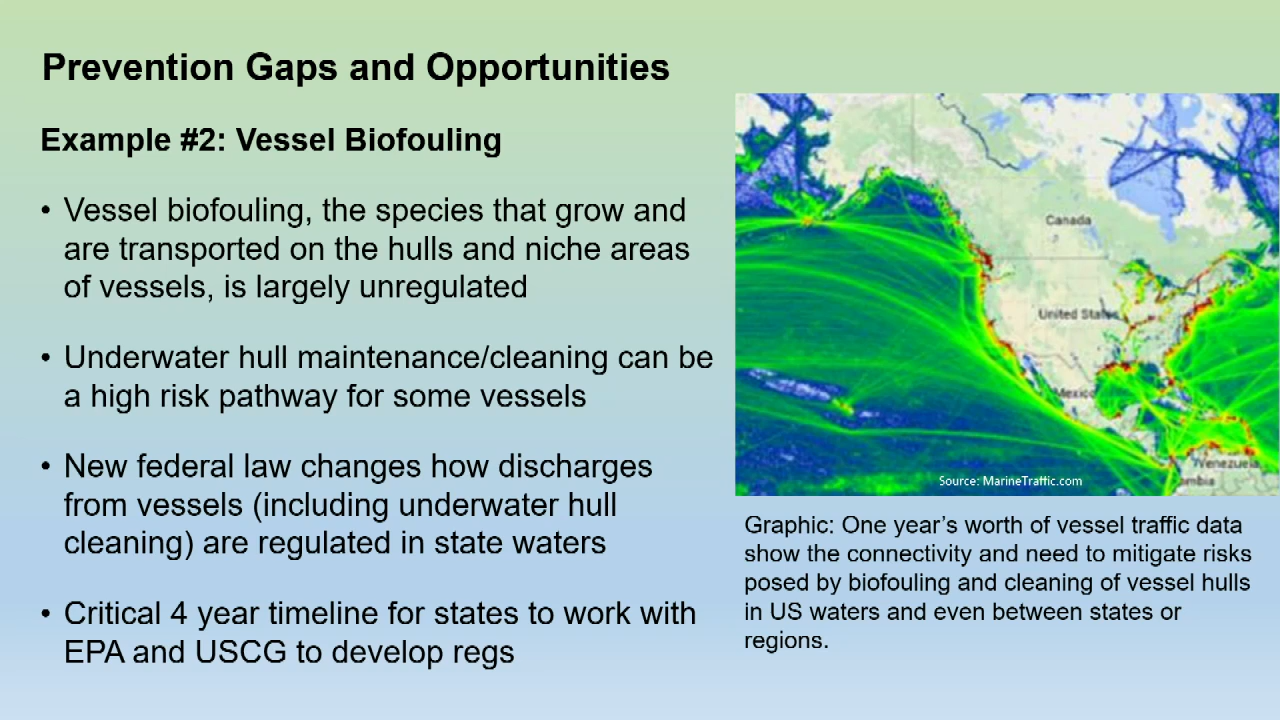 Prevention Gaps and Opportunities
Example #2: Vessel Biofouling
• Vessel biofouling, the species that grow and
are transported on the hulls and niche areas
of vessels, is largely unregulated
• Underwater hull maintenance/cleaning can be
a high risk pathway for some vessels
• New federal law changes how discharges
from vessels (including underwater hull
cleaning) are regulated in state waters
• Critical 4 year timeline for states to work with
EPA and USCG to develop regs
Canada
United States
Mexico
Venezuela
mbia
Source: MarineTraffic.com
Graphic: One year’s worth of vessel traffic data
show the connectivity and need to mitigate risks
posed by biofouling and cleaning of vessel hulls
in US waters and even between states or
regions.